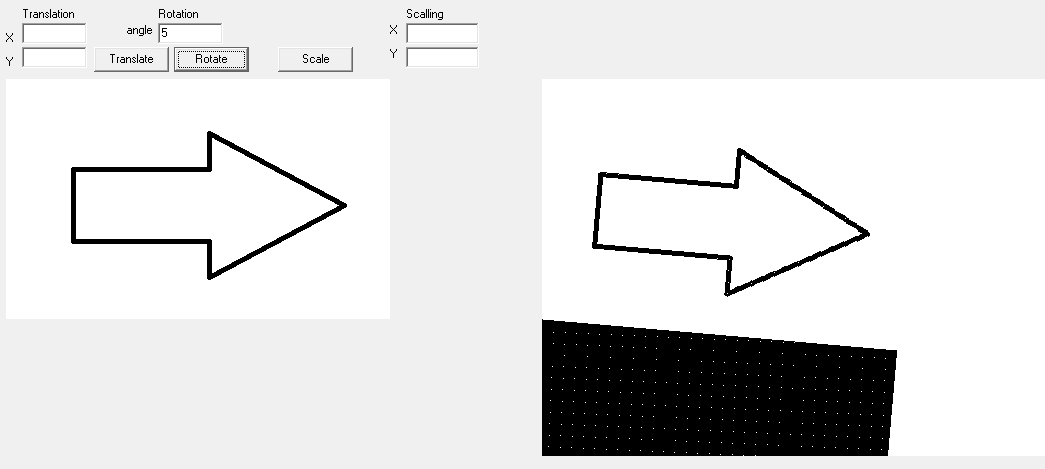 Translation
Rotation
Scalling
X
angle
5
X
Y
Translate
Rotate
Scale
Y